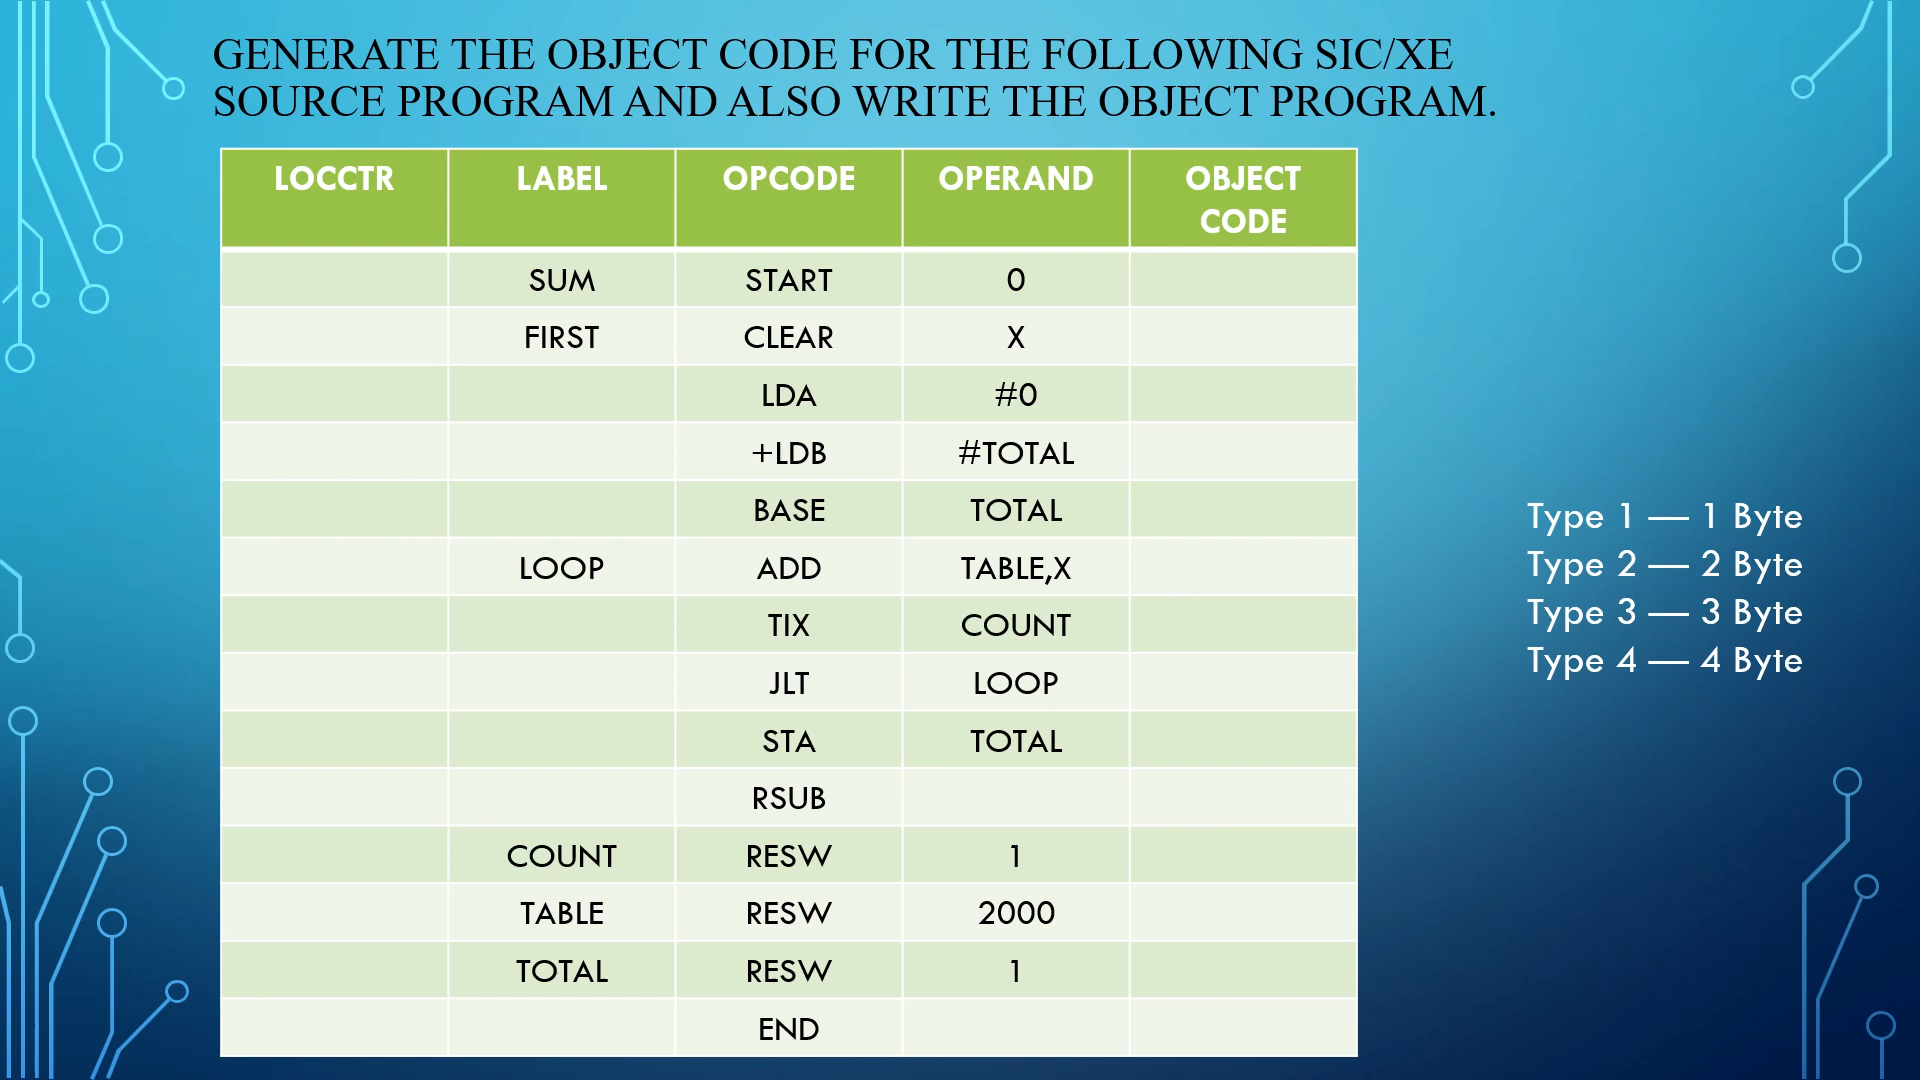 GENERATE THE OBJECT CODE FOR THE FOLLOWING SIC/XE
SOURCE PROGRAM AND ALSO WRITE THE OBJECT PROGRAM.
LOCCTR LABEL OPCODE OPERAND OBJECT CODE
SUM START 0
FIRST CLEAR X
LDA #0
+LDB #TOTAL
BASE TOTAL
LOOP ADD TABLE,X
TIX COUNT
JLT LOOP
STA TOTAL
RSUB
COUNT RESW 1
TABLE RESW 2000
TOTAL RESW 1
END
Type 1 — 1 Byte
Type 2 — 2 Byte
Type 3 — 3 Byte
Type 4 — 4 Byte